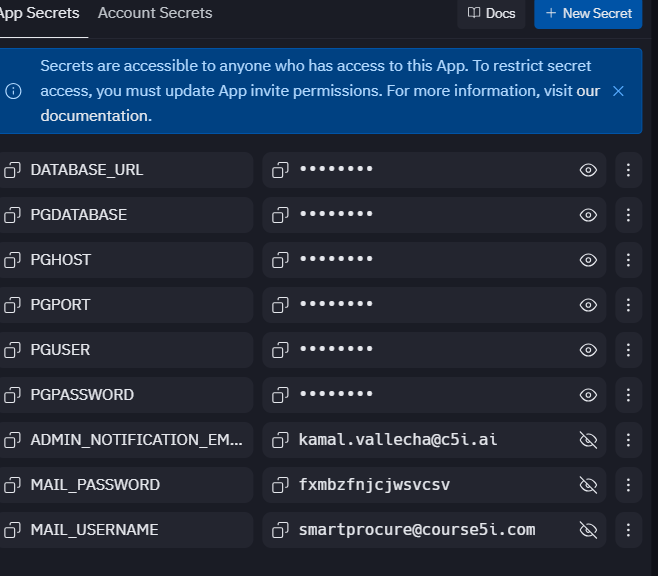 App Secrets Account Secrets Docs + New Secret
Secrets are accessible to anyone who has access to this App. To restrict secret
access, you must update App invite permissions. For more information, visit our
documentation.
DATABASE_URL ••••••••
PGDATABASE ••••••••
PGHOST ••••••••
PGPORT ••••••••
PGUSER ••••••••
PGPASSWORD ••••••••
ADMIN_NOTIFICATION_EM... kamal.vallecha@c5i.ai
MAIL_PASSWORD fxmbzfnjcjwsvcsv
MAIL_USERNAME smartprocure@course5i.com